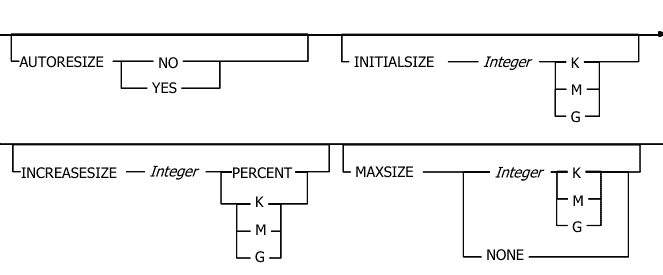 AUTORESIZE NO INITIALSIZE Integer K
YES M
G
INCREASESIZE Integer PERCENT MAXSIZE Integer K
K M
M G
G NONE